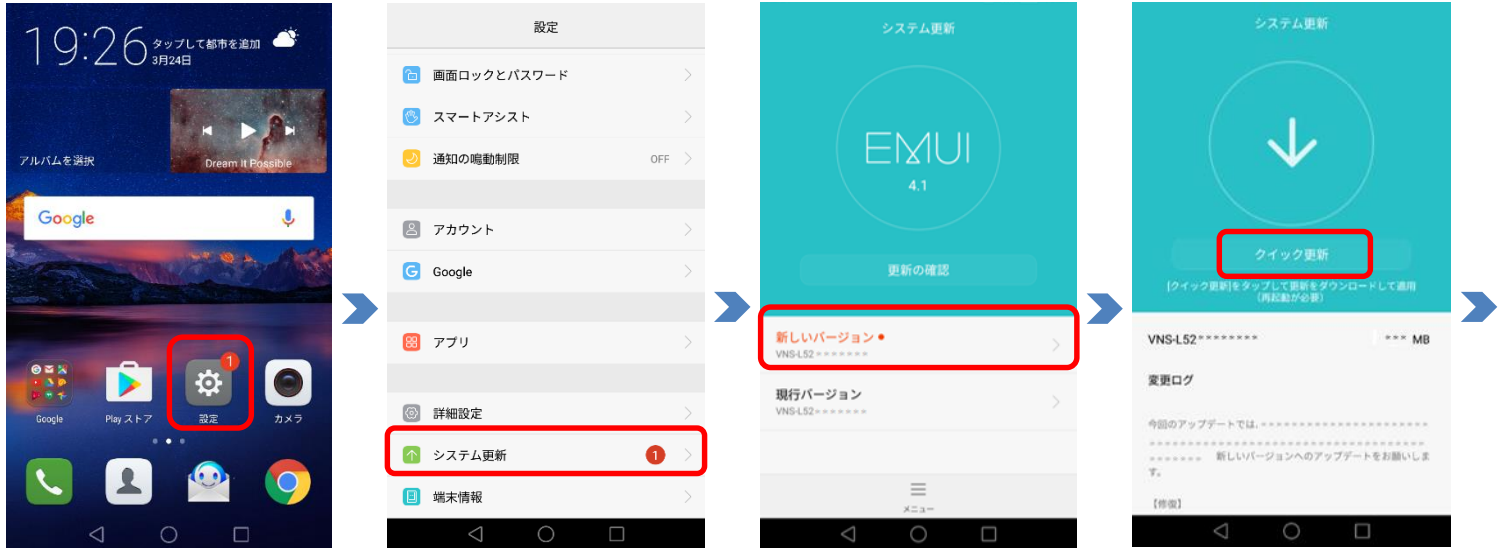 19:26
タップして都市を追加
3月24日
アルバムを選択
Dream It Possible
Google
1
Google
Play ストア
設定
カメラ
設定
画面ロックとパスワード
スマートアシスト
通知の鳴動制限
OFF
アカウント
Google
アプリ
詳細設定
システム更新
1
端末情報
システム更新
EMUI
4.1
更新の確認
新しいバージョン
VNS-L52*******
現行バージョン
VNS-L52*******
メニュー
システム更新
クイック更新
[クイック更新]をタップして更新をダウンロードして適用
(再起動が必要)
VNS-L52********
*** MB
変更ログ
今回のアップデートでは、**********************
***********************************
******* 新しいバージョンへのアップデートをお願いしま
す。
【修復】